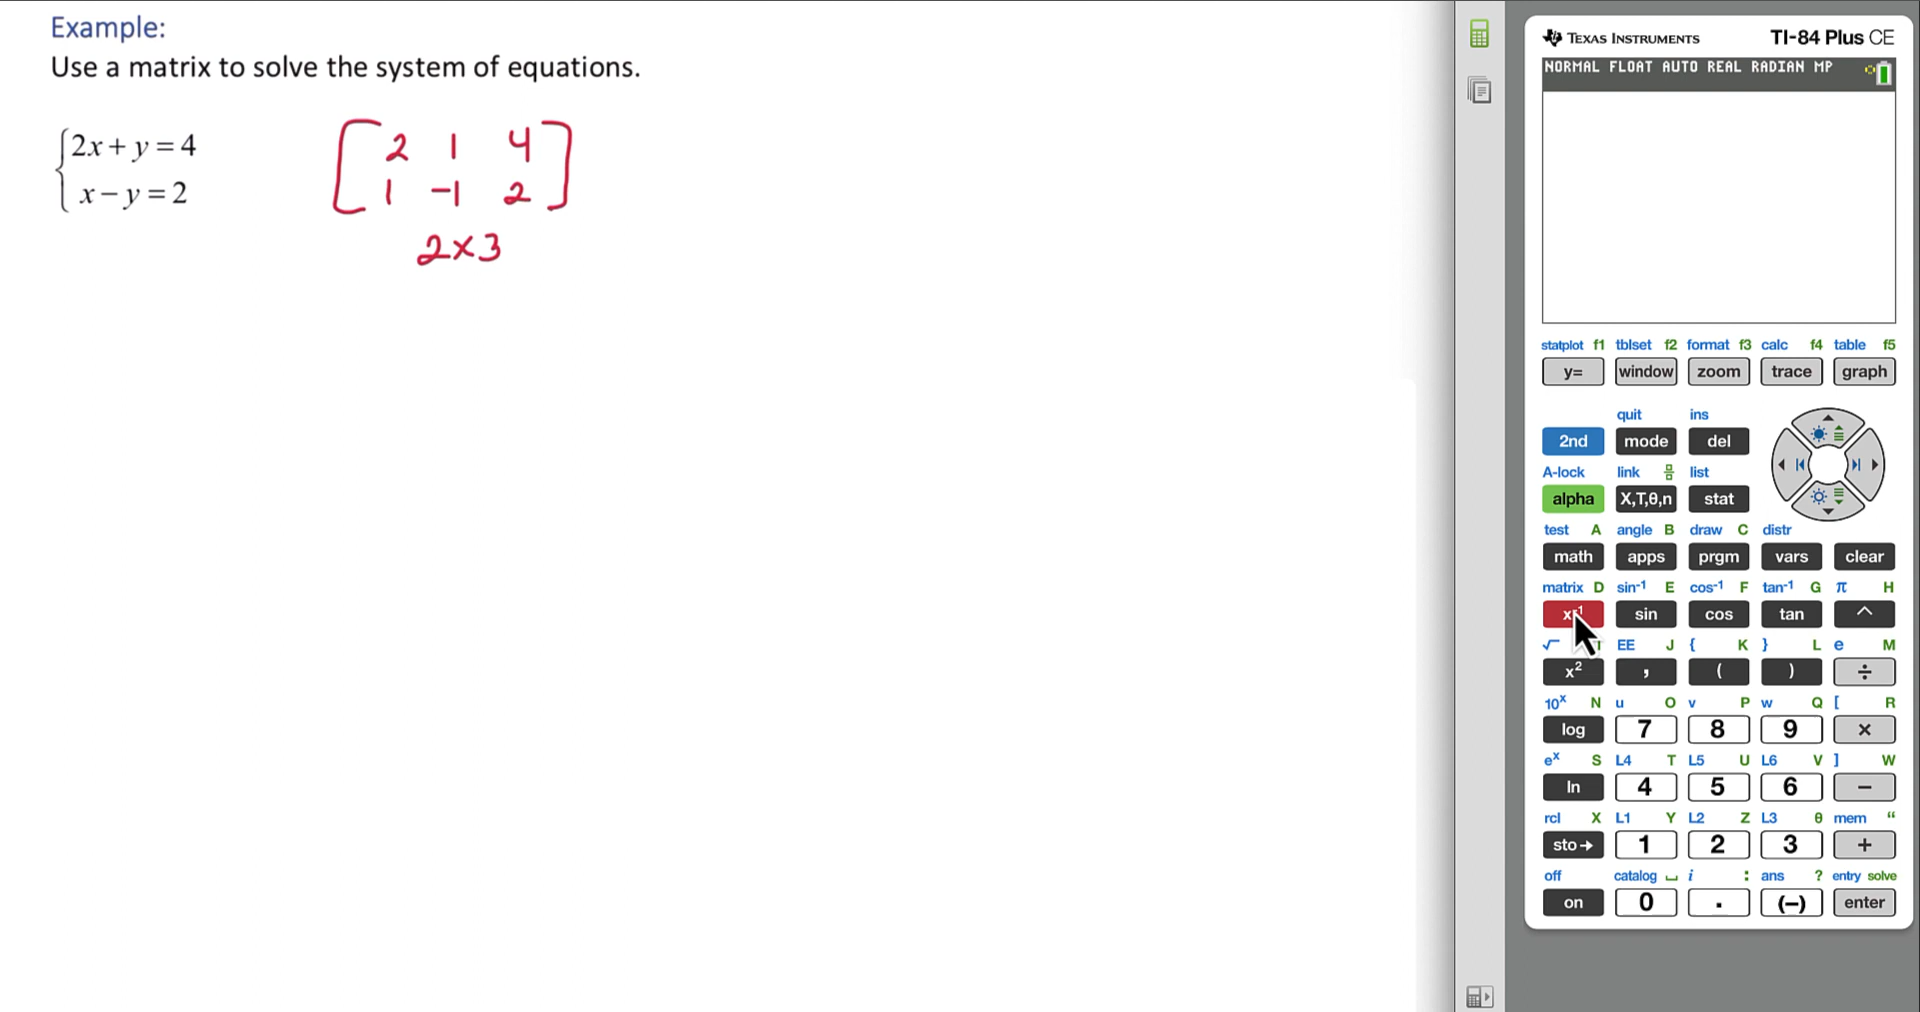 Example:
Use a matrix to solve the system of equations.
2x + y = 4
x − y = 2
2 1 4
1 −1 2
2×3
TEXAS INSTRUMENTS TI-84 Plus CE
NORMAL FLOAT AUTO REAL RADIAN MP
statplot f1 tblset f2 format f3 calc f4 table f5
y= window zoom trace graph
quit ins
2nd mode del
A-lock link list
alpha X,T,θ,n stat
test A angle B draw C distr
math apps prgm vars clear
matrix D sin⁻¹ E cos⁻¹ F tan⁻¹ G π H
x⁻¹ sin cos tan ^
√ I EE J { K } L e M
x² , ( ) ÷
10ˣ N u O v P w Q [ R
log 7 8 9 ×
eˣ S L4 T L5 U L6 V ] W
ln 4 5 6 −
rcl X L1 Y L2 Z L3 θ mem “
sto→ 1 2 3 +
off catalog ⎵ i : ans ? entry solve
on 0 . (−) enter